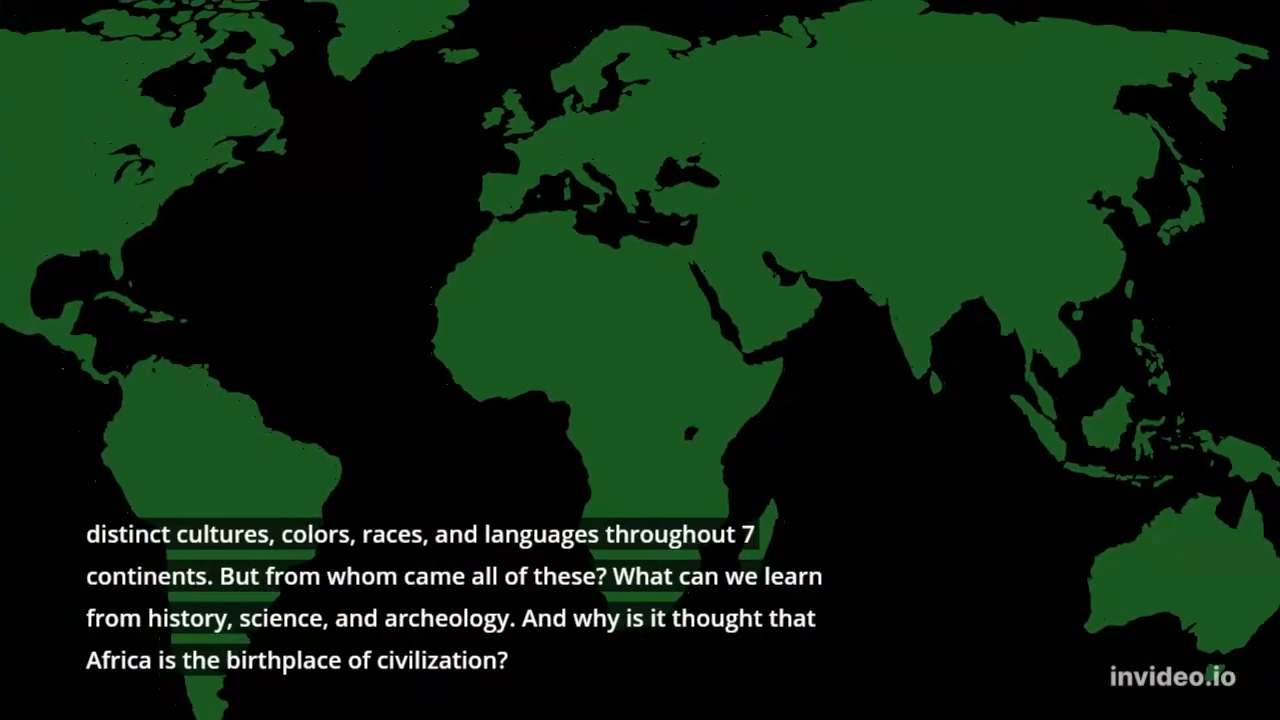 distinct cultures, colors, races, and languages throughout 7
continents. But from whom came all of these? What can we learn
from history, science, and archeology. And why is it thought that
Africa is the birthplace of civilization?
invideo.io